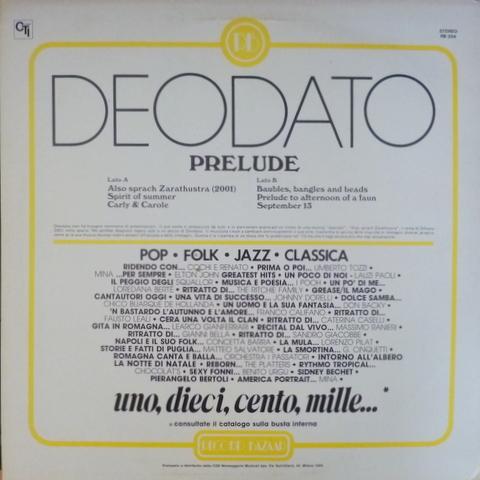 CTi
RB
STEREO
RB 254
DEODATO
PRELUDE
Lato A
Also sprach Zarathustra (2001)
Spirit of summer
Carly & Carole
Lato B
Baubles, bangles and beads
Prelude to afternoon of a faun
September 13
POP • FOLK • JAZZ • CLASSICA
RIDENDO CON... COCHI E RENATO • PRIMA O POI... UMBERTO TOZZI •
MINA ...PER SEMPRE • ELTON JOHN GREATEST HITS • UN POCO DI NOI - LAUZI PAOLI •
IL PEGGIO DEGLI SQUALLOR • MUSICA E POESIA... I POOH • UN PO' DI ME...
LOREDANA BERTÈ • RITRATTO DI... THE RITCHIE FAMILY • GREASE/IL MAGO •
CANTAUTORI OGGI • UNA VITA DI SUCCESSO... JOHNNY DORELLI • DOLCE SAMBA...
CHICO BUARQUE DE HOLLANDA • UN UOMO E LA SUA FANTASIA... DON BACKY •
'N BASTARDO L'AUTUNNO E L'AMORE... FRANCO CALIFANO • RITRATTO DI...
FAUSTO LEALI • CERA UNA VOLTA IL CLAN • RITRATTO DI... CATERINA CASELLI •
GITA IN ROMAGNA... LEARCO GIANFERRARI • RECITAL DAL VIVO... MASSIMO RANIERI •
RITRATTO DI... GIANNI BELLA • RITRATTO DI... SANDRO GIACOBBE •
NAPOLI E IL SUO FOLK... CONCETTA BARRA • LA MULA... LORENZO PILAT •
STORIE E FATTI DI PUGLIA... MATTEO SALVATORE • LA SMORTINA... G. CINQUETTI •
ROMAGNA CANTA E BALLA... ORCHESTRA I PASSATORI • INTORNO ALL'ALBERO
LA NOTTE DI NATALE • REBORN... THE PLATTERS • RYTHMO TROPICAL...
CHOCOLAT'S • SEXY FONNI... BENITO URGU • SIDNEY BECHET •
PIERANGELO BERTOLI • AMERICA PORTRAIT... MINA •
uno, dieci, cento, mille...*
* consultate il catalogo sulla busta interna
RECORD BAZAAR